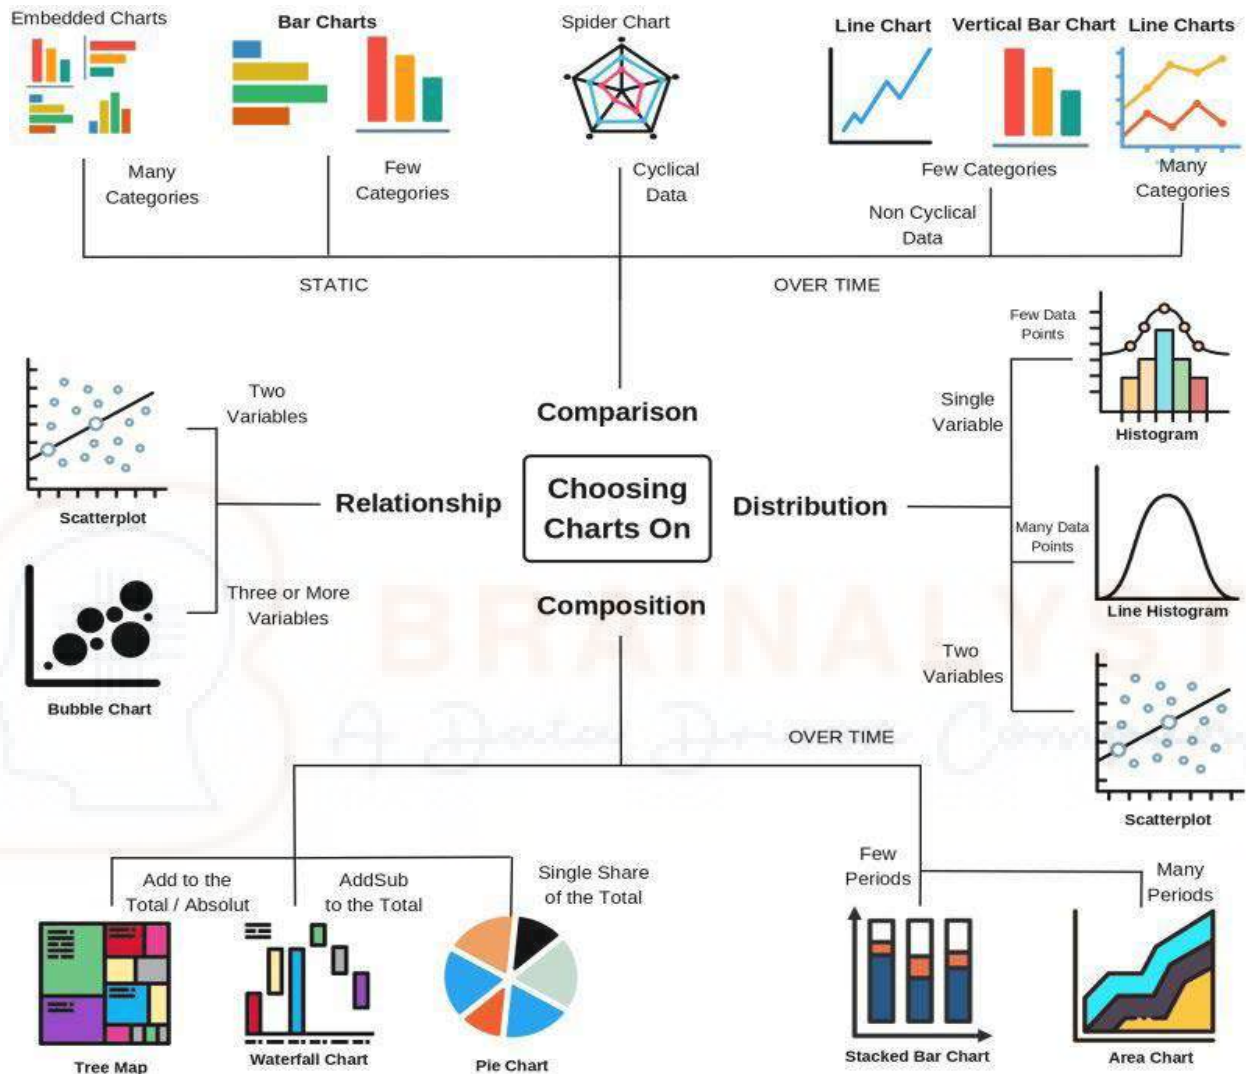 Embedded Charts
Bar Charts
Spider Chart
Line Chart
Vertical Bar Chart
Line Charts
Many
Categories
Few
Categories
Cyclical
Data
Few Categories
Many
Categories
Non Cyclical
Data
STATIC
OVER TIME
Few Data
Points
Histogram
Single
Variable
Two
Variables
Scatterplot
Comparison
Relationship
Choosing
Charts On
Distribution
Many Data
Points
Line Histogram
Three or More
Variables
Bubble Chart
Composition
BRAINALYST
A Data Driven
Two
Variables
Scatterplot
OVER TIME
Add to the
Total / Absolut
AddSub
to the Total
Single Share
of the Total
Few
Periods
Many
Periods
Tree Map
Waterfall Chart
Pie Chart
Stacked Bar Chart
Area Chart